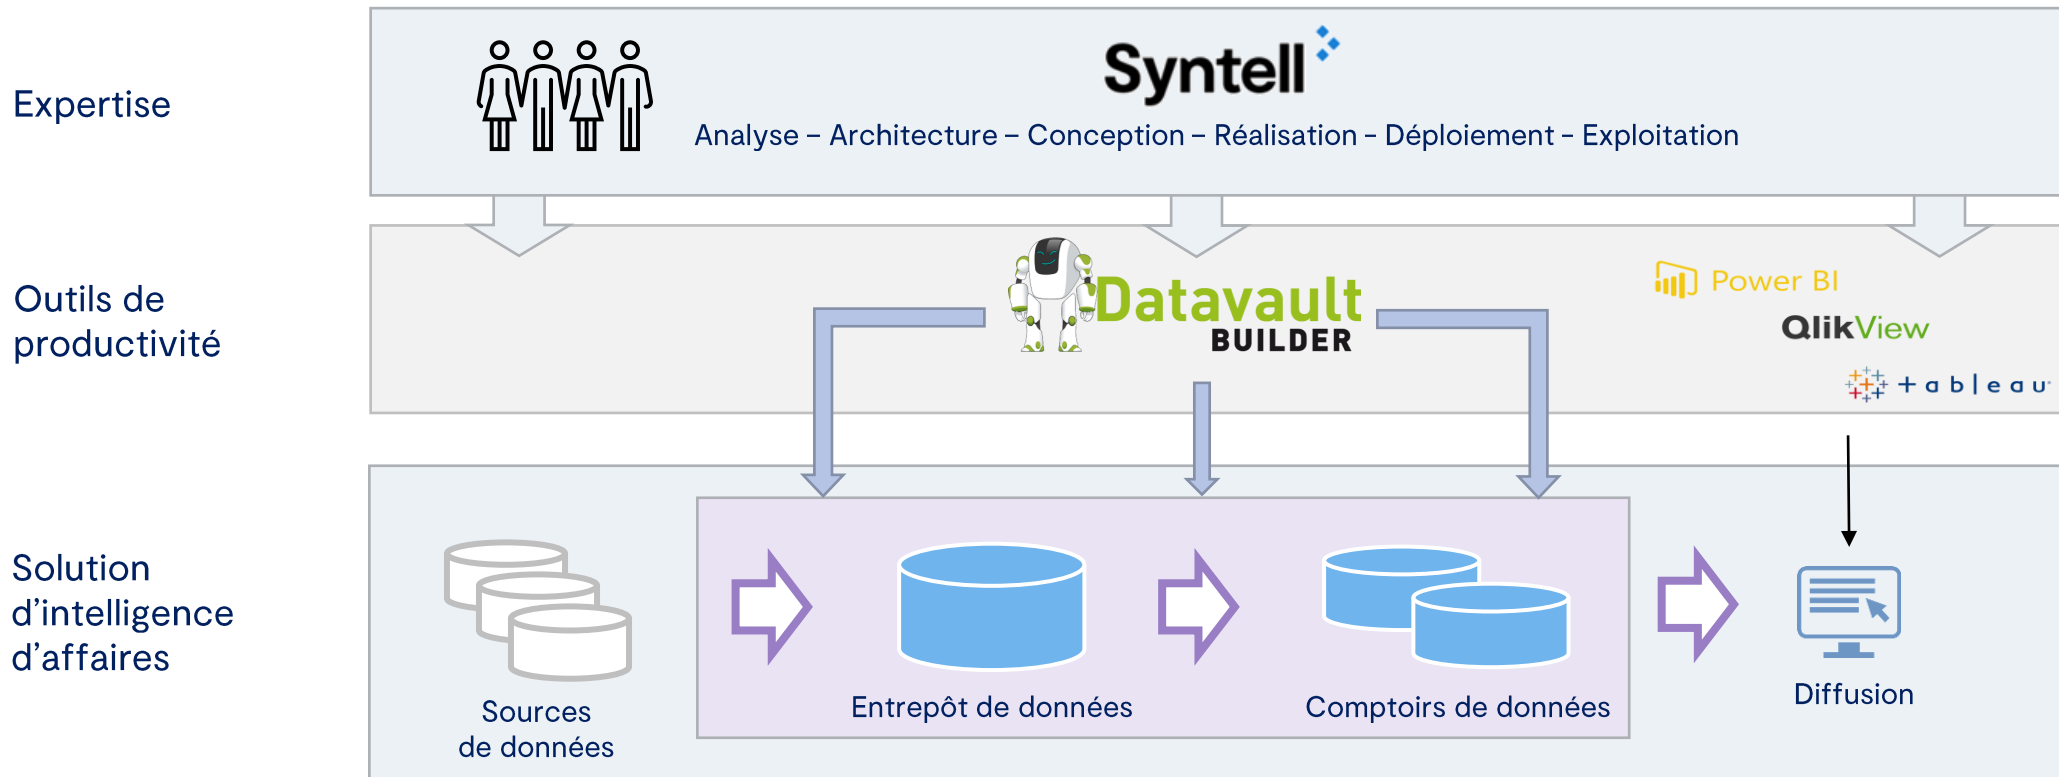 Expertise
Syntell
Analyse – Architecture – Conception – Réalisation - Déploiement - Exploitation
Outils de
productivité
Datavault
BUILDER
Power BI
QlikView
+ableau
Solution
d’intelligence
d’affaires
Sources
de données
Entrepôt de données
Comptoirs de données
Diffusion